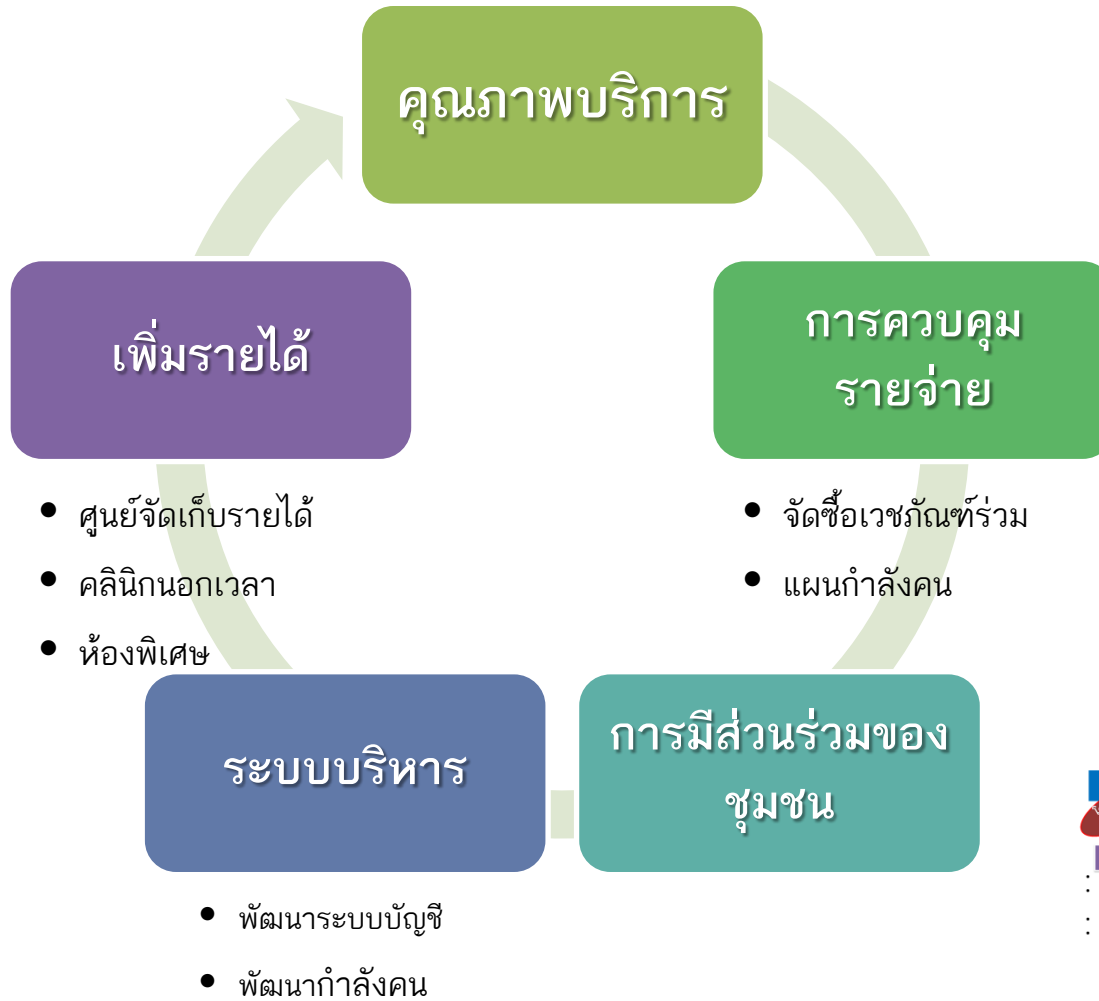 คุณภาพบริการ
เพิ่มรายได้
การควบคุม
รายจ่าย
• ศูนย์จัดเก็บรายได้
• คลินิกนอกเวลา
• ห้องพิเศษ
• จัดซื้อเวชภัณฑ์ร่วม
• แผนกำลังคน
ระบบบริหาร
การมีส่วนร่วมของ
ชุมชน
• พัฒนาระบบบัญชี
• พัฒนากำลังคน
:
: